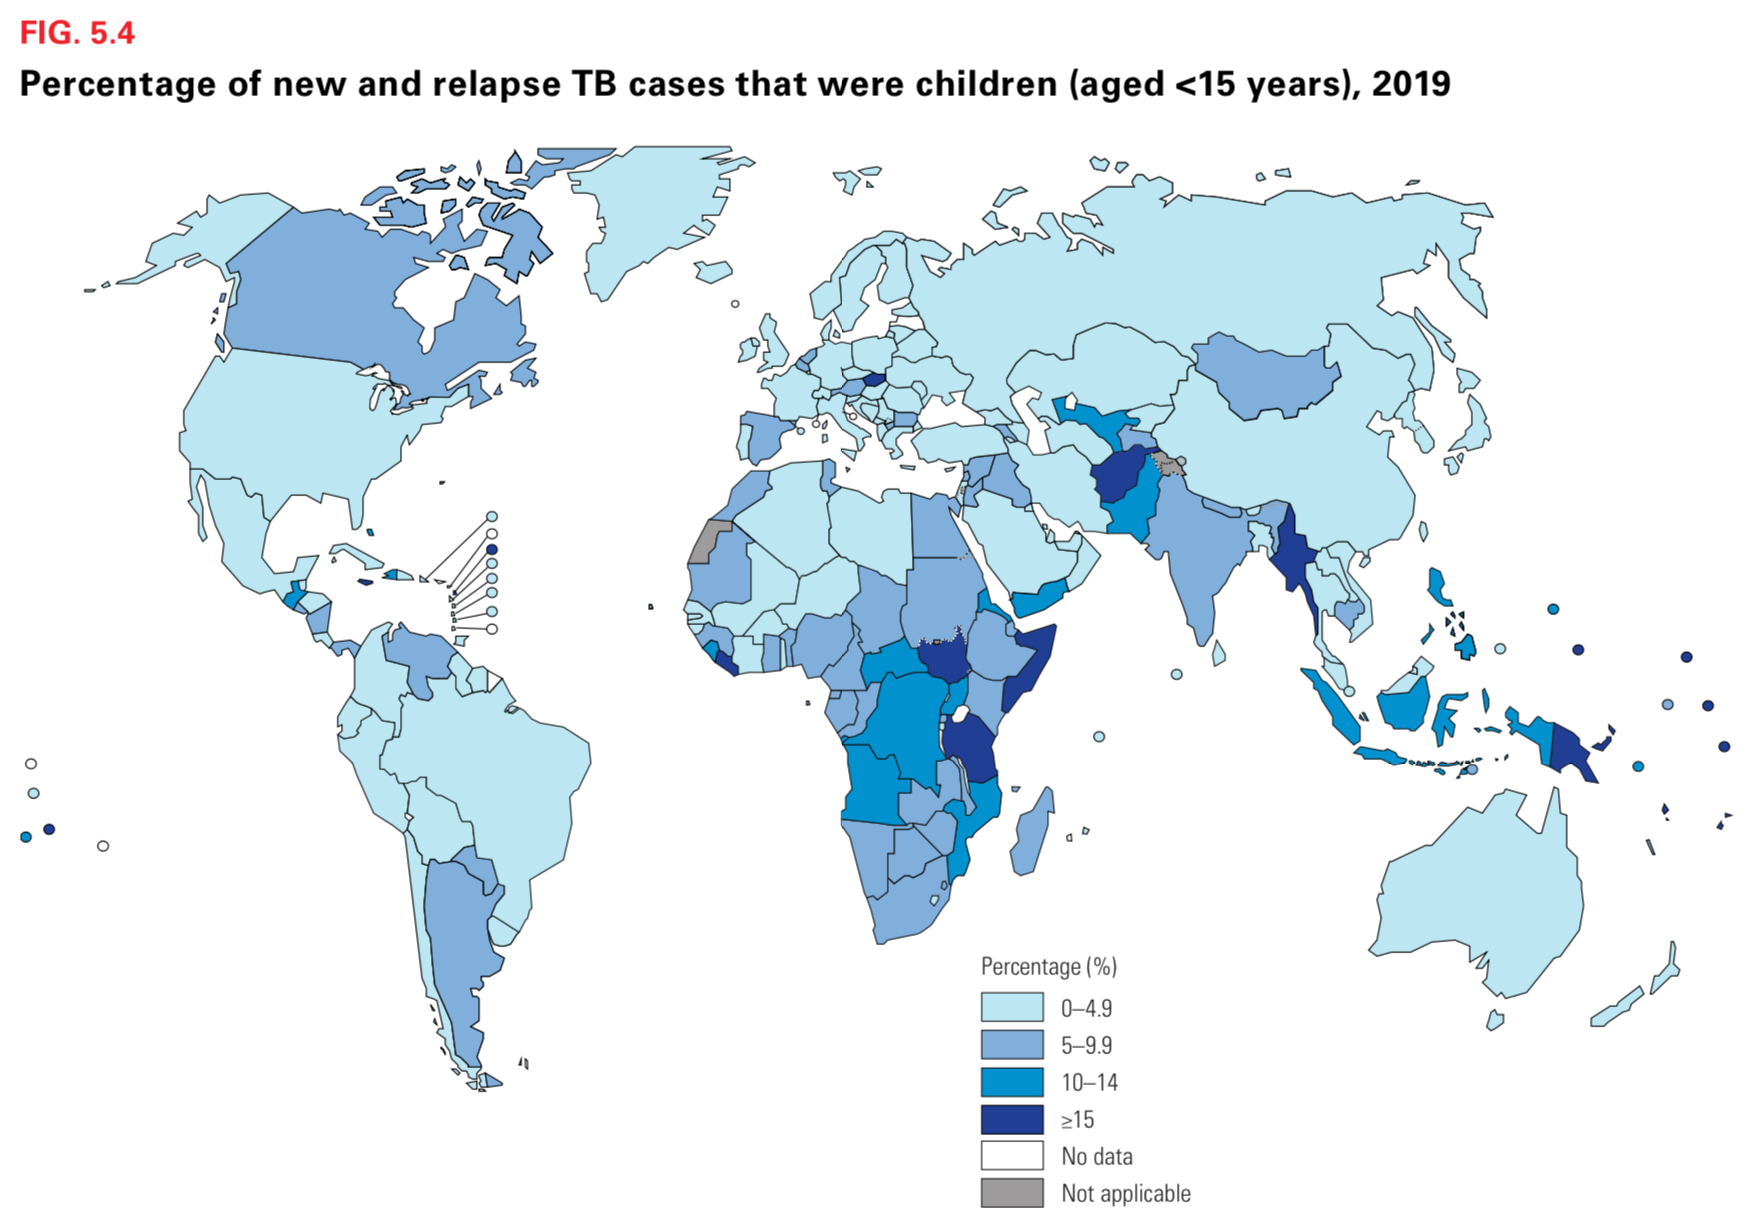 FIG. 5.4
Percentage of new and relapse TB cases that were children (aged <15 years), 2019
Percentage (%)
0–4.9
5–9.9
10–14
≥15
No data
Not applicable